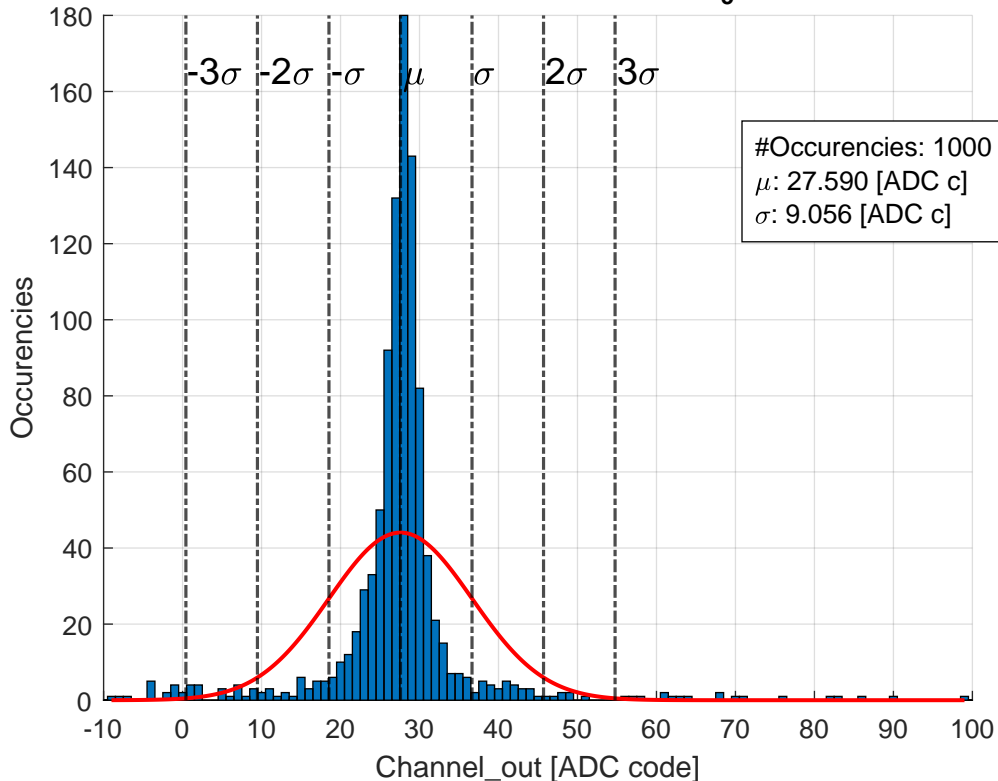 180
160
140
120
100
80
60
40
20
0
Occurencies
-3σ -2σ -σ μ σ 2σ 3σ
#Occurencies: 1000
μ: 27.590 [ADC c]
σ: 9.056 [ADC c]
-10 0 10 20 30 40 50 60 70 80 90 100
Channel_out [ADC code]